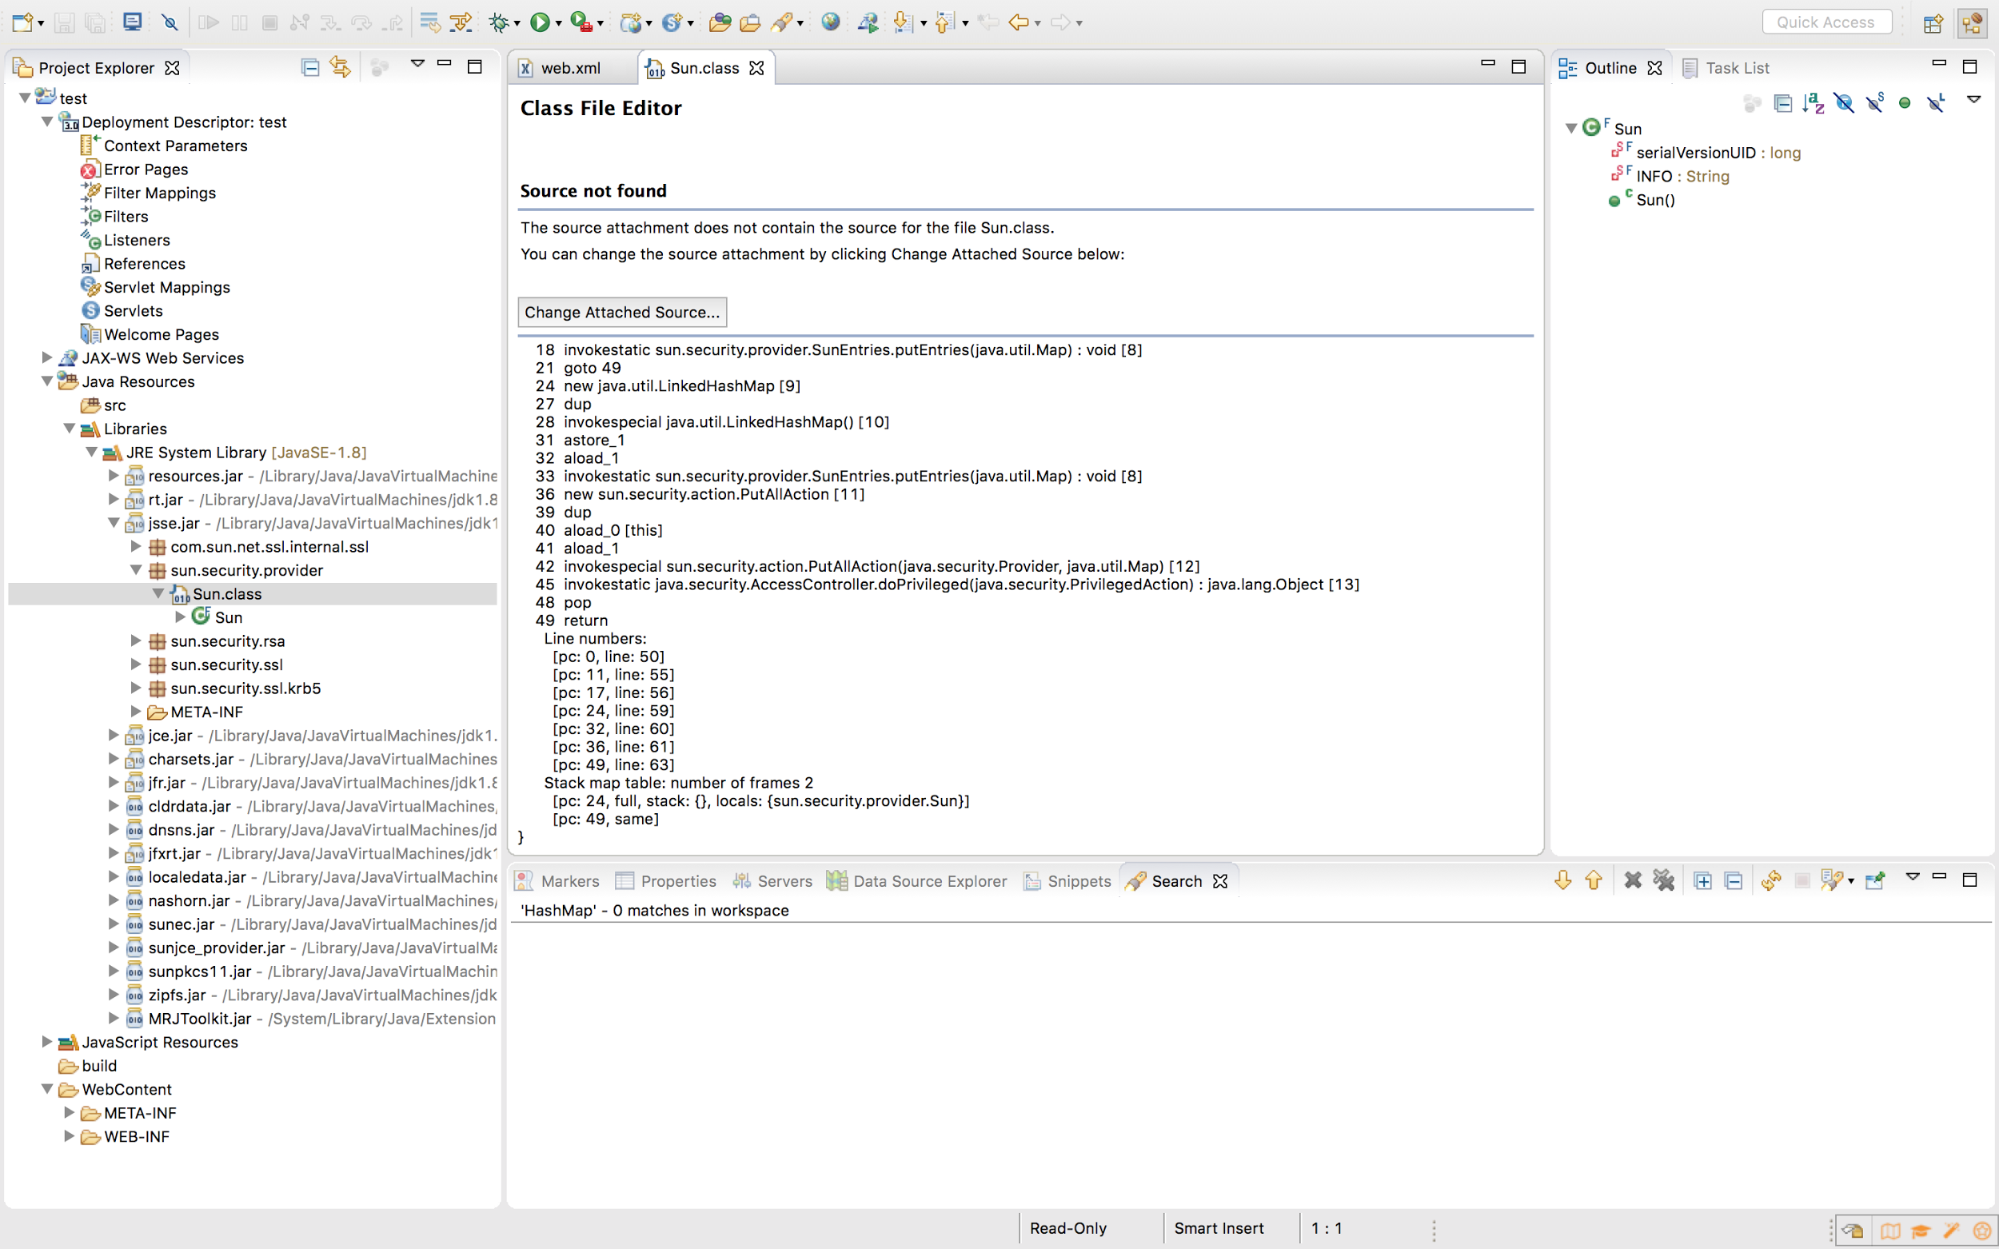 Quick Access
Project Explorer
test
Deployment Descriptor: test
Context Parameters
Error Pages
Filter Mappings
Filters
Listeners
References
Servlet Mappings
Servlets
Welcome Pages
JAX-WS Web Services
Java Resources
src
Libraries
JRE System Library [JavaSE-1.8]
resources.jar - /Library/Java/JavaVirtualMachine
rt.jar - /Library/Java/JavaVirtualMachines/jdk1.8
jsse.jar - /Library/Java/JavaVirtualMachines/jdk1
com.sun.net.ssl.internal.ssl
sun.security.provider
Sun.class
Sun
sun.security.rsa
sun.security.ssl
sun.security.ssl.krb5
META-INF
jce.jar - /Library/Java/JavaVirtualMachines/jdk1.
charsets.jar - /Library/Java/JavaVirtualMachines
jfr.jar - /Library/Java/JavaVirtualMachines/jdk1.8
cldrdata.jar - /Library/Java/JavaVirtualMachines,
dnsns.jar - /Library/Java/JavaVirtualMachines/jd
jfxrt.jar - /Library/Java/JavaVirtualMachines/jdk1
localedata.jar - /Library/Java/JavaVirtualMachine
nashorn.jar - /Library/Java/JavaVirtualMachines/
sunec.jar - /Library/Java/JavaVirtualMachines/jd
sunjce_provider.jar - /Library/Java/JavaVirtualMa
sunpkcs11.jar - /Library/Java/JavaVirtualMachin
zipfs.jar - /Library/Java/JavaVirtualMachines/jdk
MRJToolkit.jar - /System/Library/Java/Extension
JavaScript Resources
build
WebContent
META-INF
WEB-INF
web.xml
Sun.class
Class File Editor
Source not found
The source attachment does not contain the source for the file Sun.class.
You can change the source attachment by clicking Change Attached Source below:
Change Attached Source...
18 invokestatic sun.security.provider.SunEntries.putEntries(java.util.Map) : void [8]
21 goto 49
24 new java.util.LinkedHashMap [9]
27 dup
28 invokespecial java.util.LinkedHashMap() [10]
31 astore_1
32 aload_1
33 invokestatic sun.security.provider.SunEntries.putEntries(java.util.Map) : void [8]
36 new sun.security.action.PutAllAction [11]
39 dup
40 aload_0 [this]
41 aload_1
42 invokespecial sun.security.action.PutAllAction(java.security.Provider, java.util.Map) [12]
45 invokestatic java.security.AccessController.doPrivileged(java.security.PrivilegedAction) : java.lang.Object [13]
48 pop
49 return
Line numbers:
[pc: 0, line: 50]
[pc: 11, line: 55]
[pc: 17, line: 56]
[pc: 24, line: 59]
[pc: 32, line: 60]
[pc: 36, line: 61]
[pc: 49, line: 63]
Stack map table: number of frames 2
[pc: 24, full, stack: {}, locals: {sun.security.provider.Sun}]
[pc: 49, same]
}
Outline
Task List
Sun
serialVersionUID : long
INFO : String
Sun()
Markers
Properties
Servers
Data Source Explorer
Snippets
Search
'HashMap' - 0 matches in workspace
Read-Only
Smart Insert
1 : 1